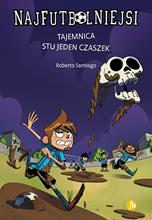 NAJFUTBOLNIEJSI
TAJEMNICA
STU JEDEN CZASZEK
Roberto Santiago